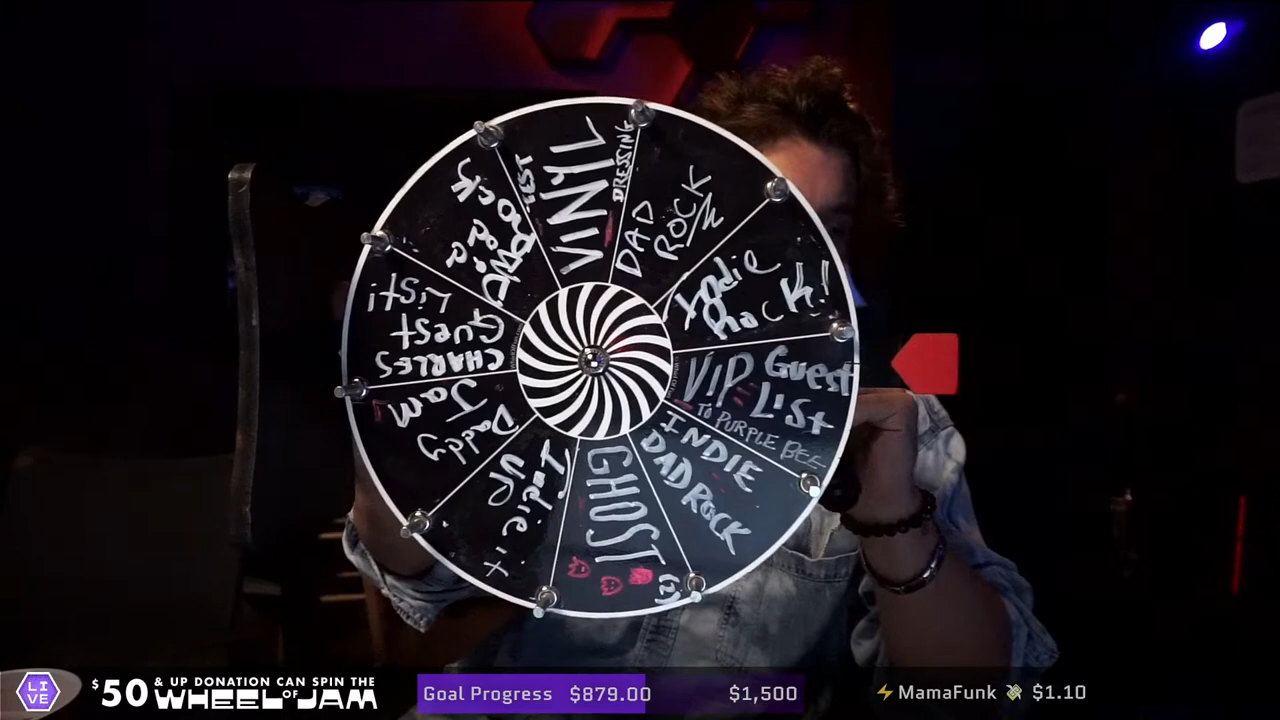 VINYL
REST
DRESSING
DAD
ROCK
Indie
Rock!!
VIP Guest
List
TO PURPLE BEE
INDIE
DAD ROCK
GHOST
(2)
Indie it
UP
Daddy
Jam
CHARLES
Guest
List
LIVE
$50 & UP DONATION CAN SPIN THE
WHEEL OF JAM
Goal Progress $879.00 $1,500
MamaFunk $1.10